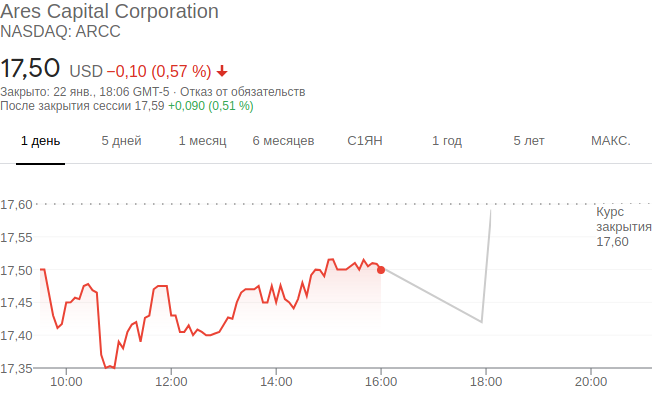 Ares Capital Corporation
NASDAQ: ARCC
17,50 USD −0,10 (0,57 %)
Закрыто: 22 янв., 18:06 GMT-5 · Отказ от обязательств
После закрытия сессии 17,59 +0,090 (0,51 %)
1 день 5 дней 1 месяц 6 месяцев С1ЯН 1 год 5 лет МАКС.
17,60
Курс
закрытия
17,60
17,55
17,50
17,45
17,40
17,35
10:00 12:00 14:00 16:00 18:00 20:00